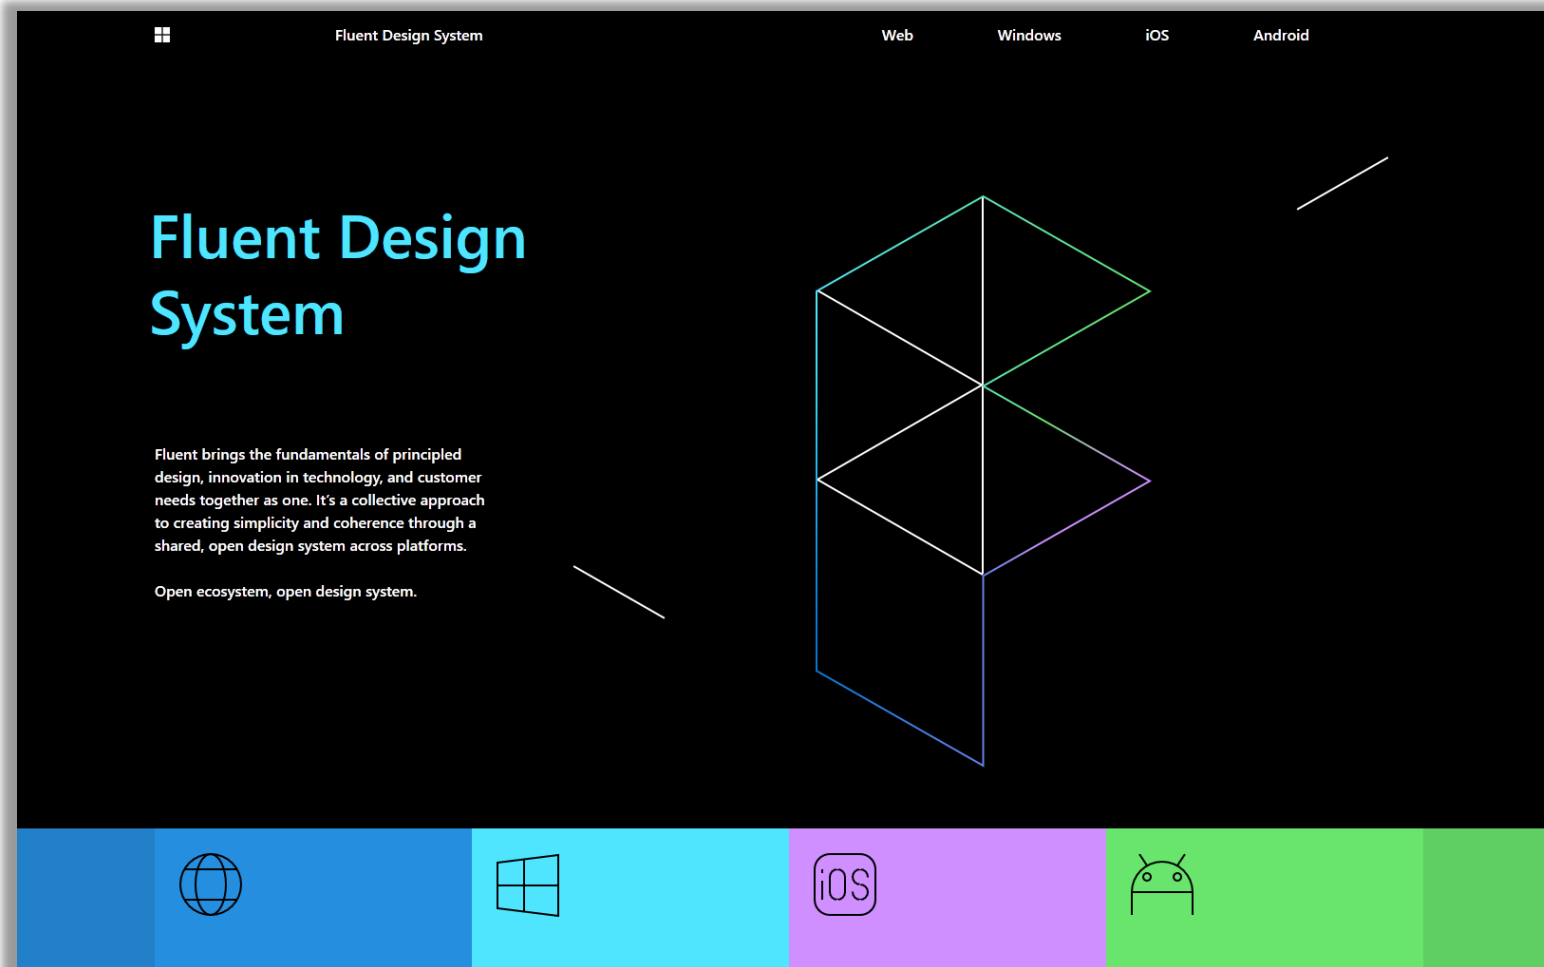 Fluent Design System
Web
Windows
iOS
Android
Fluent Design
System
Fluent brings the fundamentals of principled
design, innovation in technology, and customer
needs together as one. It's a collective approach
to creating simplicity and coherence through a
shared, open design system across platforms.
Open ecosystem, open design system.
iOS